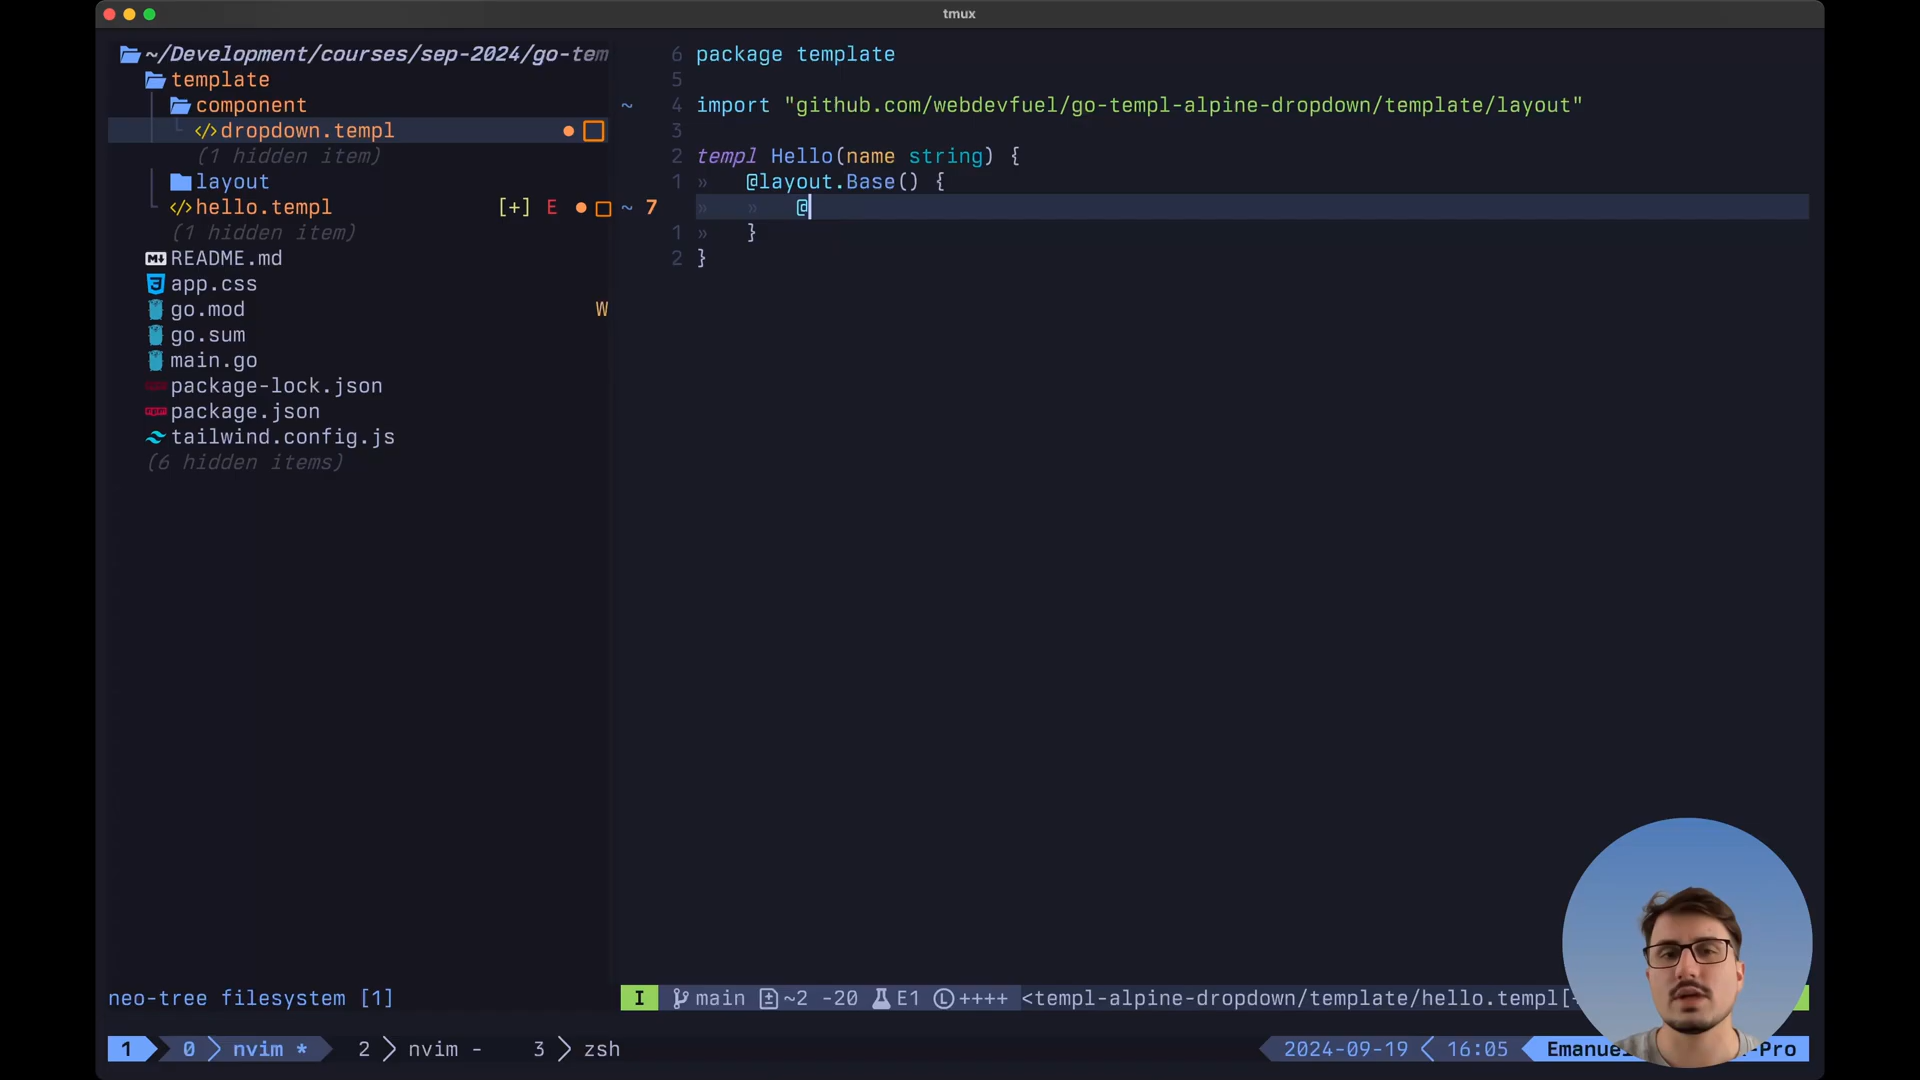 tmux
~/Development/courses/sep-2024/go-tem
template
component
dropdown.templ
(1 hidden item)
layout
hello.templ [+] E
(1 hidden item)
README.md
app.css
go.mod W
go.sum
main.go
package-lock.json
package.json
tailwind.config.js
(6 hidden items)
neo-tree filesystem [1]
6 package template
5
~ 4 import "github.com/webdevfuel/go-templ-alpine-dropdown/template/layout"
3
2 templ Hello(name string) {
1 » @layout.Base() {
~ 7 » » @
1 » }
2 }
I main ~2 -20 E1 Ⓛ++++ <templ-alpine-dropdown/template/hello.templ[
1 0 nvim * 2 nvim - 3 zsh 2024-09-19 16:05 -Pro